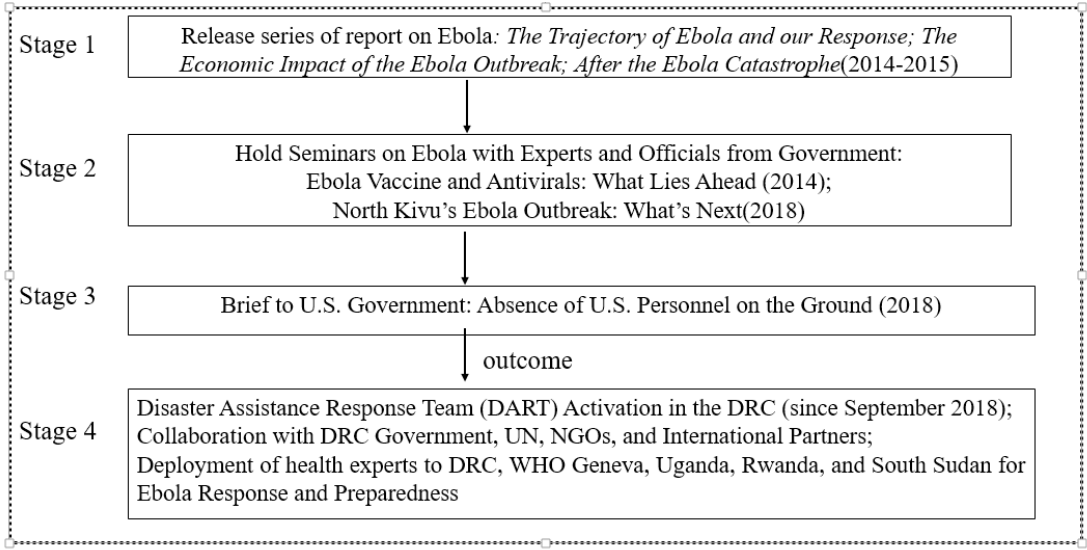 Stage 1
Release series of report on Ebola: The Trajectory of Ebola and our Response; The
Economic Impact of the Ebola Outbreak; After the Ebola Catastrophe(2014-2015)
Stage 2
Hold Seminars on Ebola with Experts and Officials from Government:
Ebola Vaccine and Antivirals: What Lies Ahead (2014);
North Kivu’s Ebola Outbreak: What’s Next(2018)
Stage 3
Brief to U.S. Government: Absence of U.S. Personnel on the Ground (2018)
outcome
Stage 4
Disaster Assistance Response Team (DART) Activation in the DRC (since September 2018);
Collaboration with DRC Government, UN, NGOs, and International Partners;
Deployment of health experts to DRC, WHO Geneva, Uganda, Rwanda, and South Sudan for
Ebola Response and Preparedness